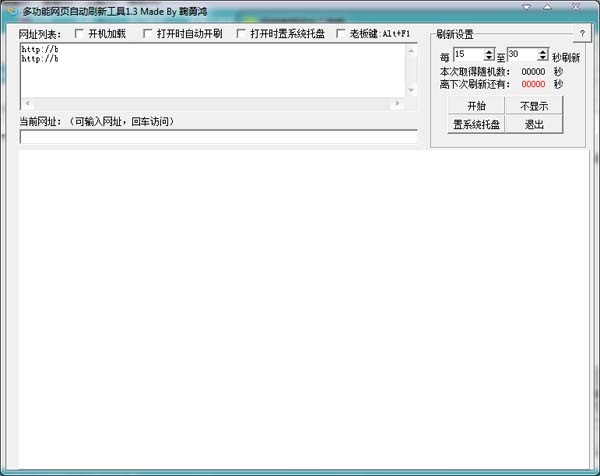 多功能网页自动刷新工具1.3 Made By 鞠勇鸿
网址列表: 开机加载 打开时自动开刷 打开时置系统托盘 老板键:Alt+F1
http://b
http://b
当前网址:（可输入网址，回车访问）
刷新设置
?
每 15 至 30 秒刷新
本次取得随机数: 00000 秒
离下次刷新还有: 00000 秒
开始 不显示
置系统托盘 退出